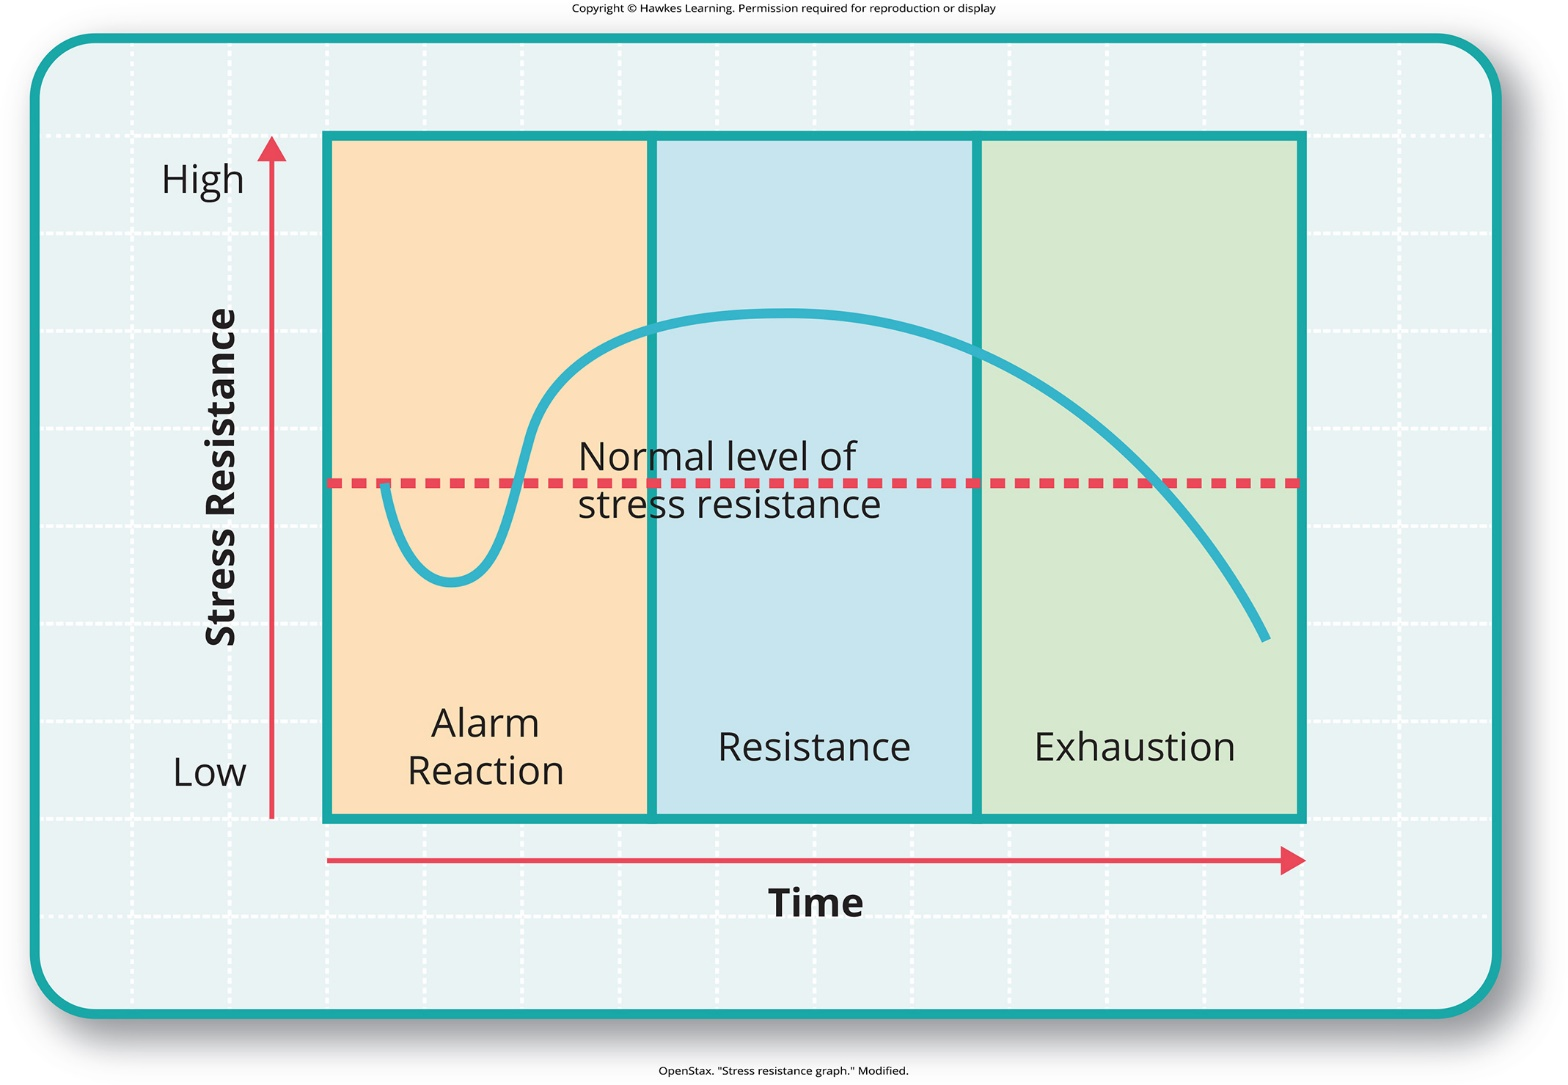 Copyright © Hawkes Learning. Permission required for reproduction or display
High
Stress Resistance
Normal level of
stress resistance
Alarm
Reaction
Resistance
Exhaustion
Low
Time
OpenStax. "Stress resistance graph." Modified.